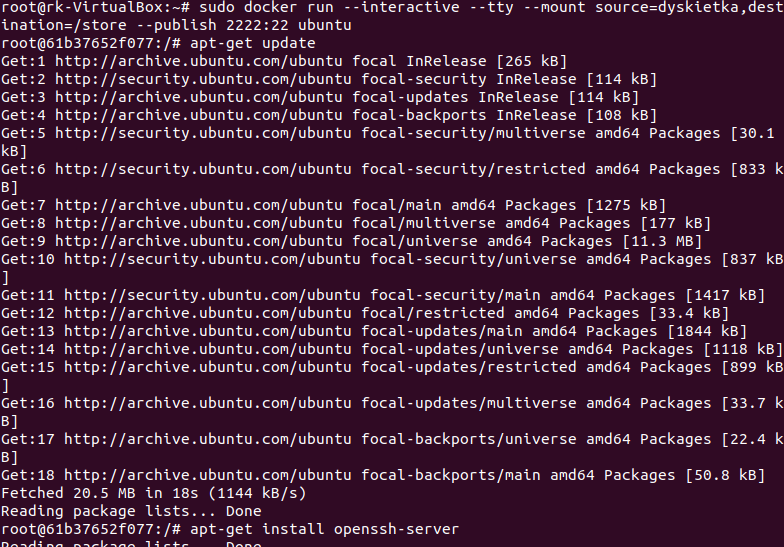 root@rk-VirtualBox:~# sudo docker run --interactive --tty --mount source=dyskietka,dest
ination=/store --publish 2222:22 ubuntu
root@61b37652f077:/# apt-get update
Get:1 http://archive.ubuntu.com/ubuntu focal InRelease [265 kB]
Get:2 http://security.ubuntu.com/ubuntu focal-security InRelease [114 kB]
Get:3 http://archive.ubuntu.com/ubuntu focal-updates InRelease [114 kB]
Get:4 http://archive.ubuntu.com/ubuntu focal-backports InRelease [108 kB]
Get:5 http://security.ubuntu.com/ubuntu focal-security/multiverse amd64 Packages [30.1
kB]
Get:6 http://security.ubuntu.com/ubuntu focal-security/restricted amd64 Packages [833 k
B]
Get:7 http://archive.ubuntu.com/ubuntu focal/main amd64 Packages [1275 kB]
Get:8 http://archive.ubuntu.com/ubuntu focal/multiverse amd64 Packages [177 kB]
Get:9 http://archive.ubuntu.com/ubuntu focal/universe amd64 Packages [11.3 MB]
Get:10 http://security.ubuntu.com/ubuntu focal-security/universe amd64 Packages [837 kB
]
Get:11 http://security.ubuntu.com/ubuntu focal-security/main amd64 Packages [1417 kB]
Get:12 http://archive.ubuntu.com/ubuntu focal/restricted amd64 Packages [33.4 kB]
Get:13 http://archive.ubuntu.com/ubuntu focal-updates/main amd64 Packages [1844 kB]
Get:14 http://archive.ubuntu.com/ubuntu focal-updates/universe amd64 Packages [1118 kB]
Get:15 http://archive.ubuntu.com/ubuntu focal-updates/restricted amd64 Packages [899 kB
]
Get:16 http://archive.ubuntu.com/ubuntu focal-updates/multiverse amd64 Packages [33.7 k
B]
Get:17 http://archive.ubuntu.com/ubuntu focal-backports/universe amd64 Packages [22.4 k
B]
Get:18 http://archive.ubuntu.com/ubuntu focal-backports/main amd64 Packages [50.8 kB]
Fetched 20.5 MB in 18s (1144 kB/s)
Reading package lists... Done
root@61b37652f077:/# apt-get install openssh-server
Reading package lists... Done